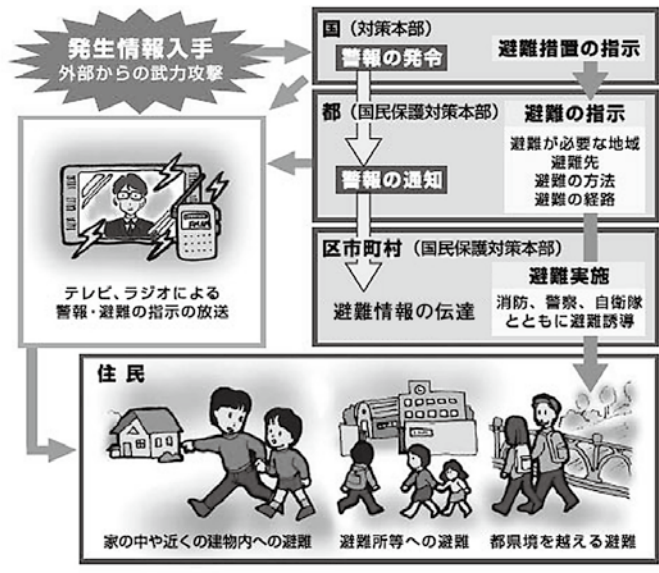 発生情報入手
外部からの武力攻撃
国（対策本部）
警報の発令
避難措置の指示
都（国民保護対策本部）
避難の指示
避難が必要な地域
避難先
避難の方法
避難の経路
警報の通知
区市町村（国民保護対策本部）
避難実施
避難情報の伝達
消防、警察、自衛隊
とともに避難誘導
テレビ、ラジオによる
警報・避難の指示の放送
住民
家の中や近くの建物内への避難
避難所等への避難
都県境を越える避難